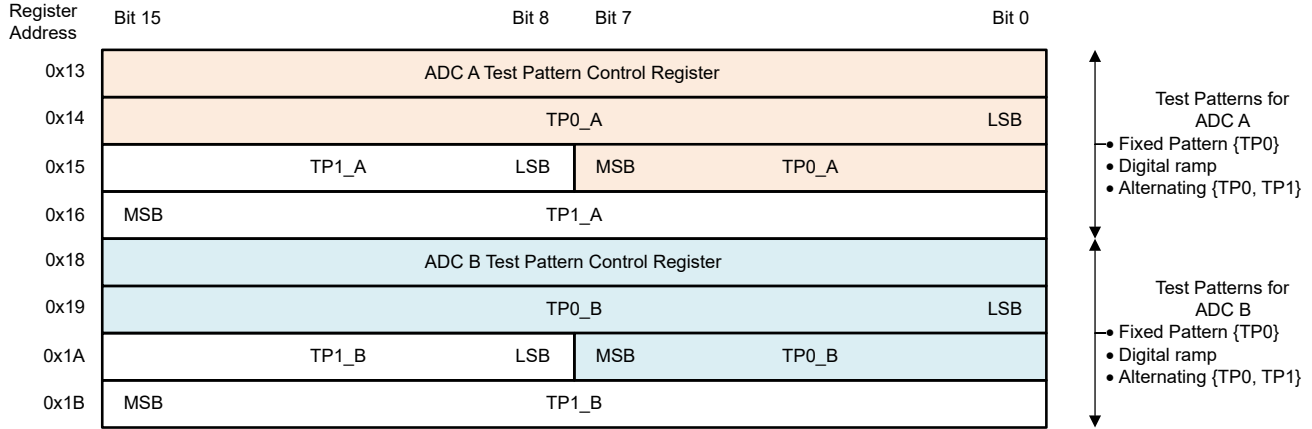 Register
Address
Bit 15 Bit 8 Bit 7 Bit 0
0x13 ADC A Test Pattern Control Register
0x14 TP0_A LSB
0x15 TP1_A LSB MSB TP0_A
0x16 MSB TP1_A
Test Patterns for
ADC A
• Fixed Pattern {TP0}
• Digital ramp
• Alternating {TP0, TP1}
0x18 ADC B Test Pattern Control Register
0x19 TP0_B LSB
0x1A TP1_B LSB MSB TP0_B
0x1B MSB TP1_B
Test Patterns for
ADC B
• Fixed Pattern {TP0}
• Digital ramp
• Alternating {TP0, TP1}